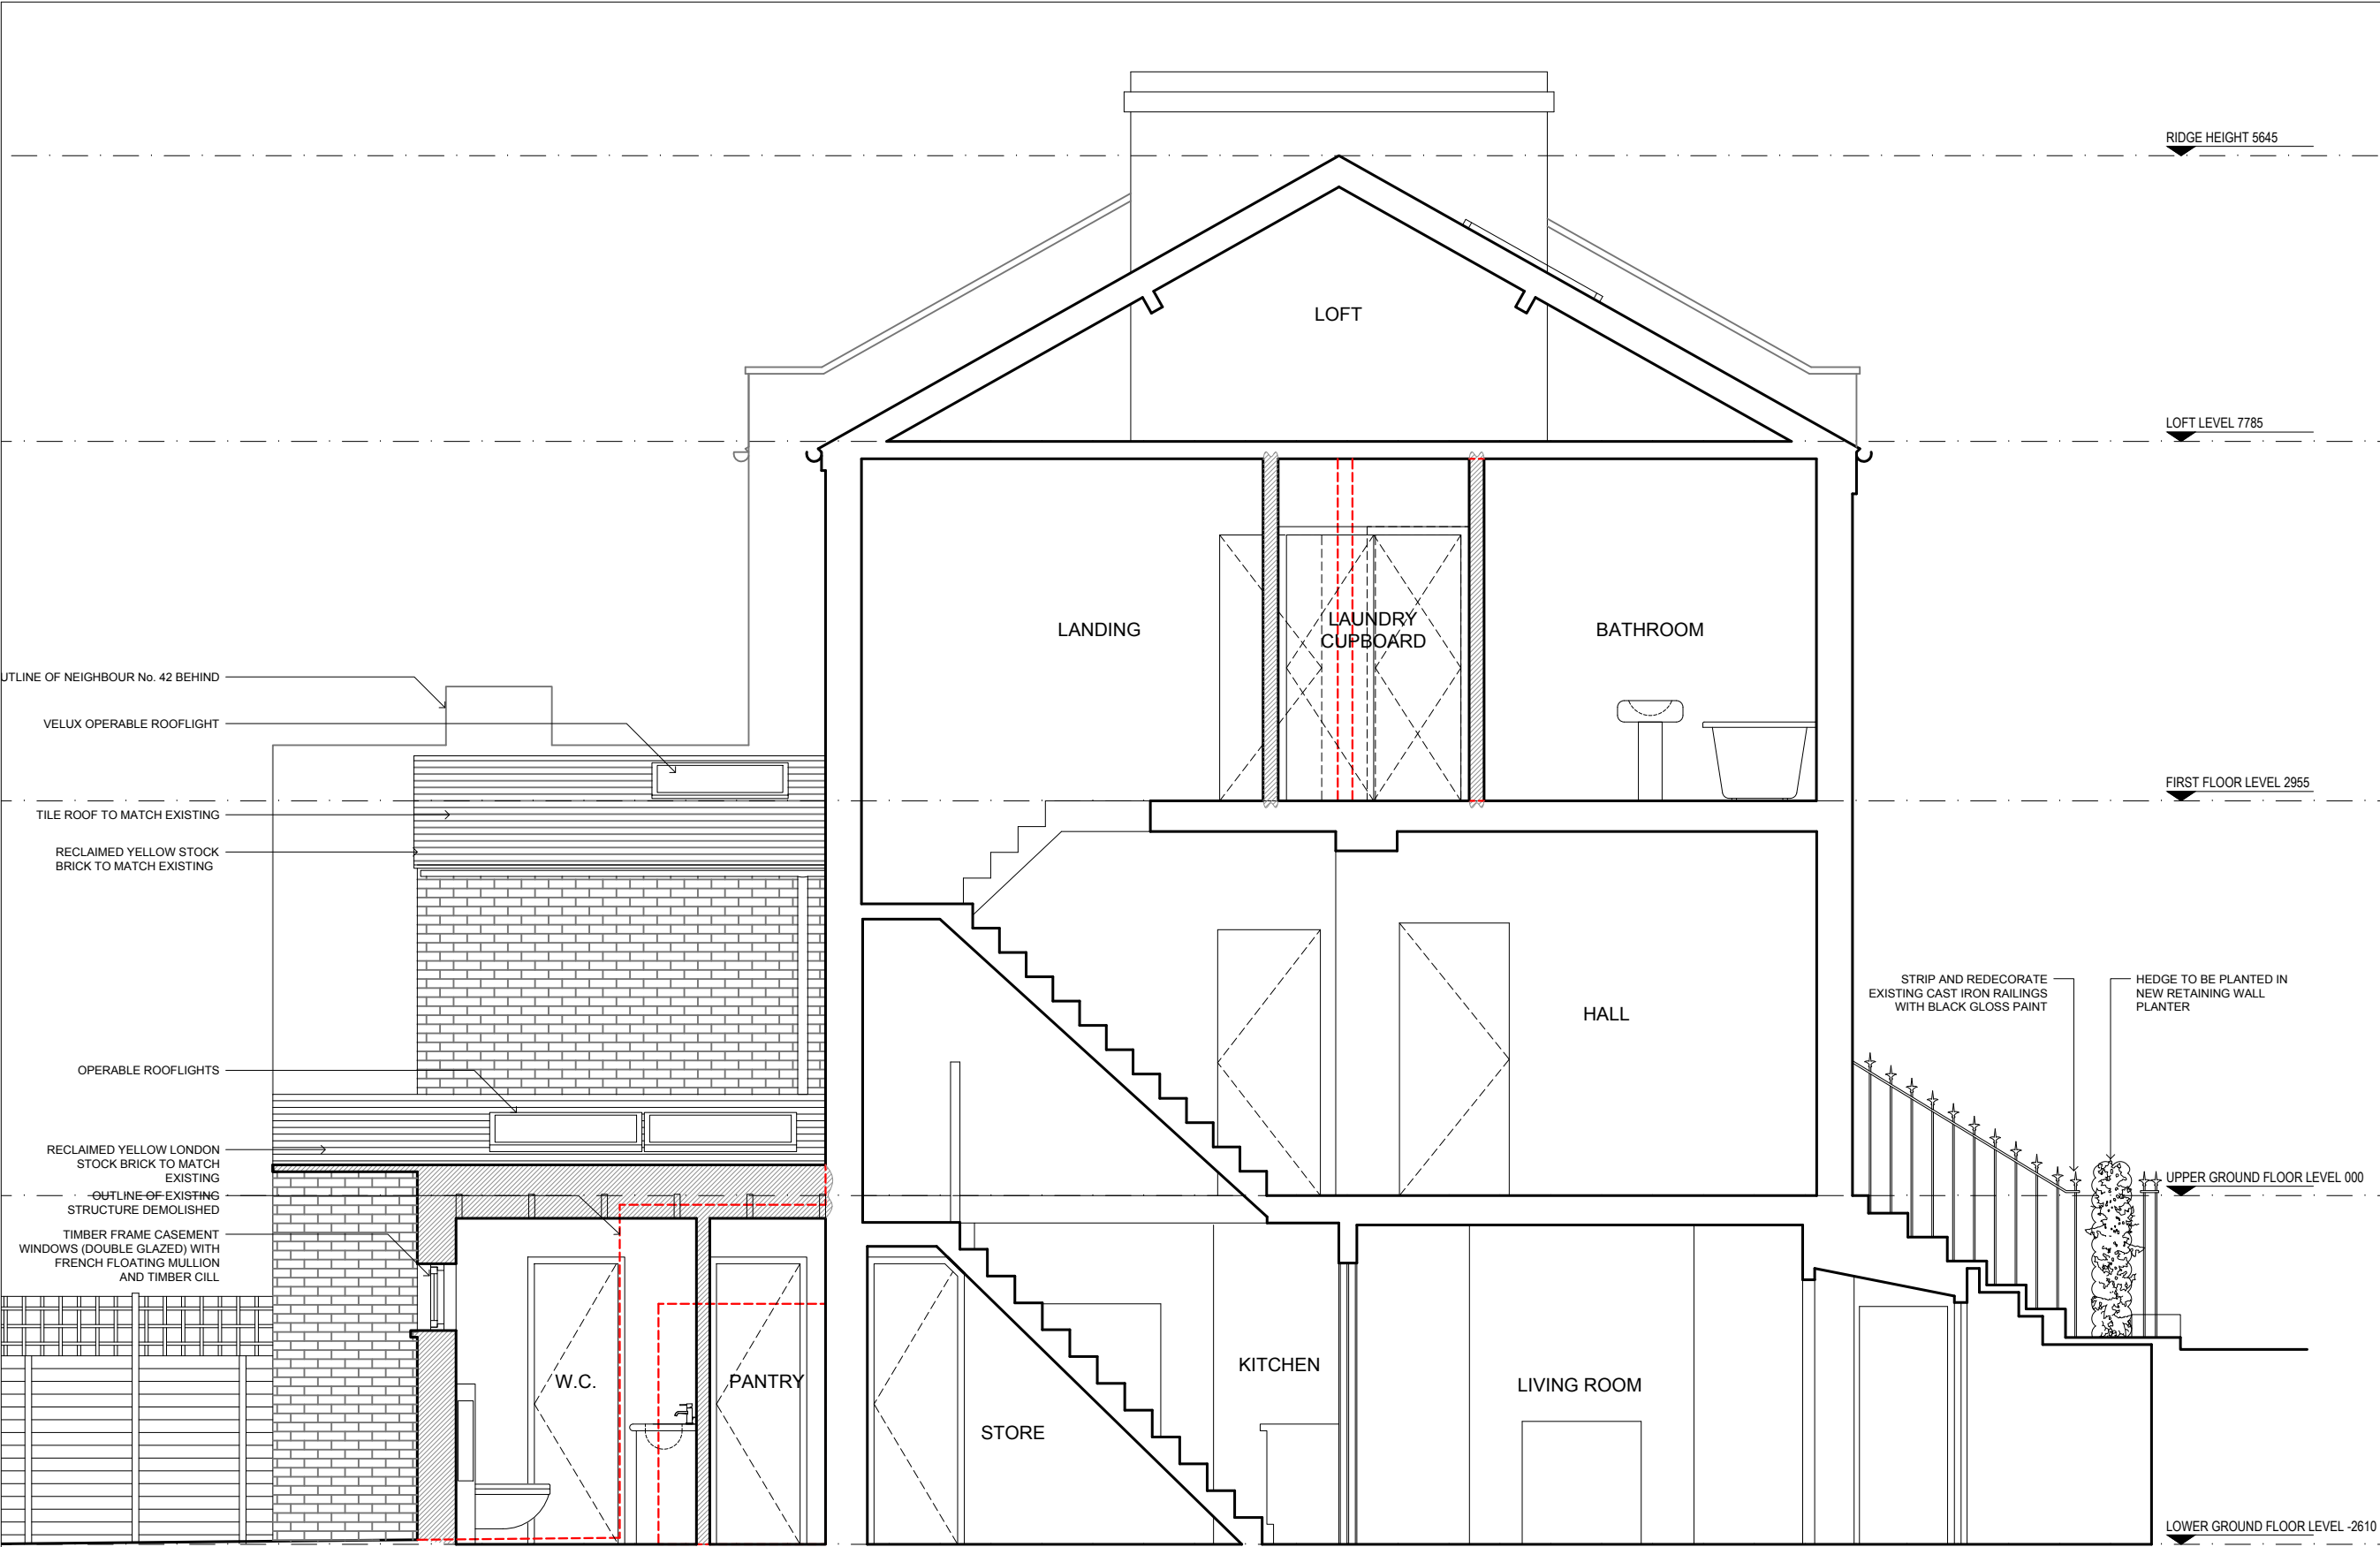 RIDGE HEIGHT 5645
LOFT
LOFT LEVEL 7785
LANDING
LAUNDRY
CUPBOARD
BATHROOM
UTLINE OF NEIGHBOUR No. 42 BEHIND
VELUX OPERABLE ROOFLIGHT
FIRST FLOOR LEVEL 2955
TILE ROOF TO MATCH EXISTING
RECLAIMED YELLOW STOCK
BRICK TO MATCH EXISTING
STRIP AND REDECORATE
EXISTING CAST IRON RAILINGS
WITH BLACK GLOSS PAINT
HEDGE TO BE PLANTED IN
NEW RETAINING WALL
PLANTER
HALL
OPERABLE ROOFLIGHTS
RECLAIMED YELLOW LONDON
STOCK BRICK TO MATCH
EXISTING
UPPER GROUND FLOOR LEVEL 000
OUTLINE OF EXISTING
STRUCTURE DEMOLISHED
TIMBER FRAME CASEMENT
WINDOWS (DOUBLE GLAZED) WITH
FRENCH FLOATING MULLION
AND TIMBER CILL
W.C.
PANTRY
STORE
KITCHEN
LIVING ROOM
LOWER GROUND FLOOR LEVEL -2610